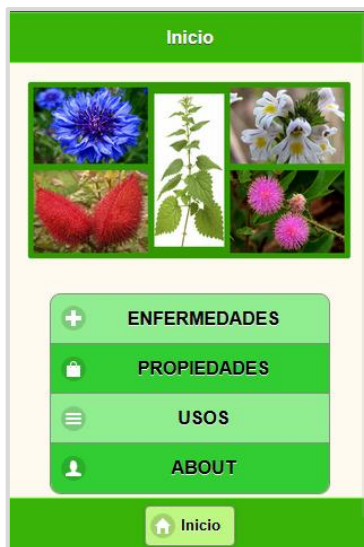 Inicio
ENFERMEDADES
PROPIEDADES
USOS
ABOUT
Inicio